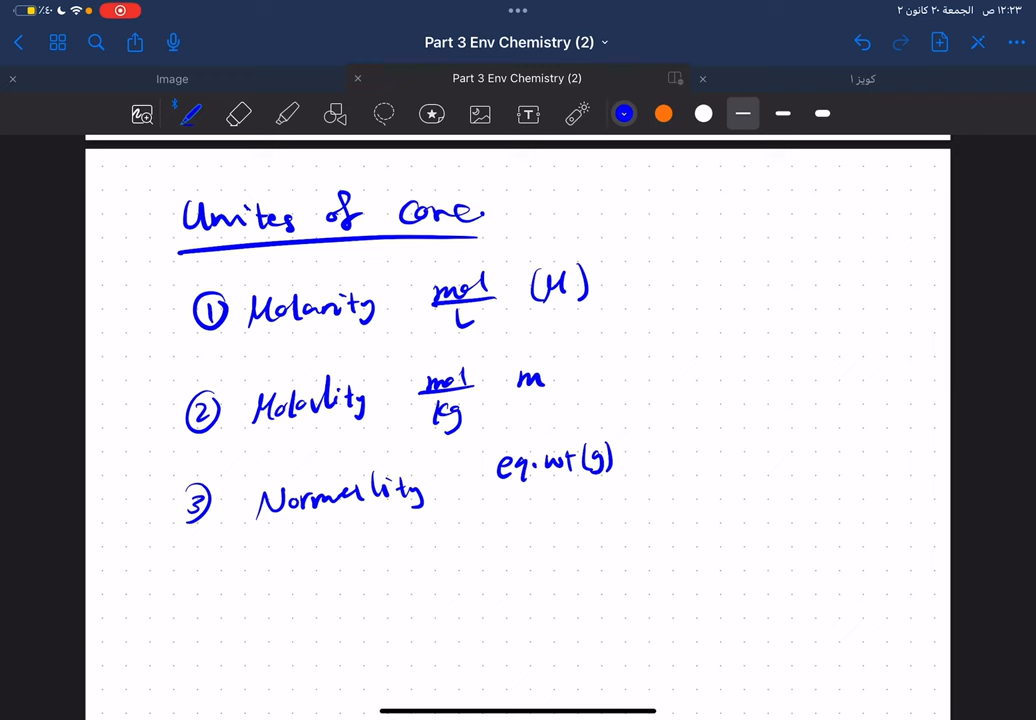 ٪٤٠
١٢:٢٣ ص الجمعة ٢٠ كانون ٢
Part 3 Env Chemistry (2)
Image
Part 3 Env Chemistry (2)
كويز ١
Unites of conc.
① Molarity mol/L (M)
② Molality mol/kg m
③ Normality eq.wt(g)